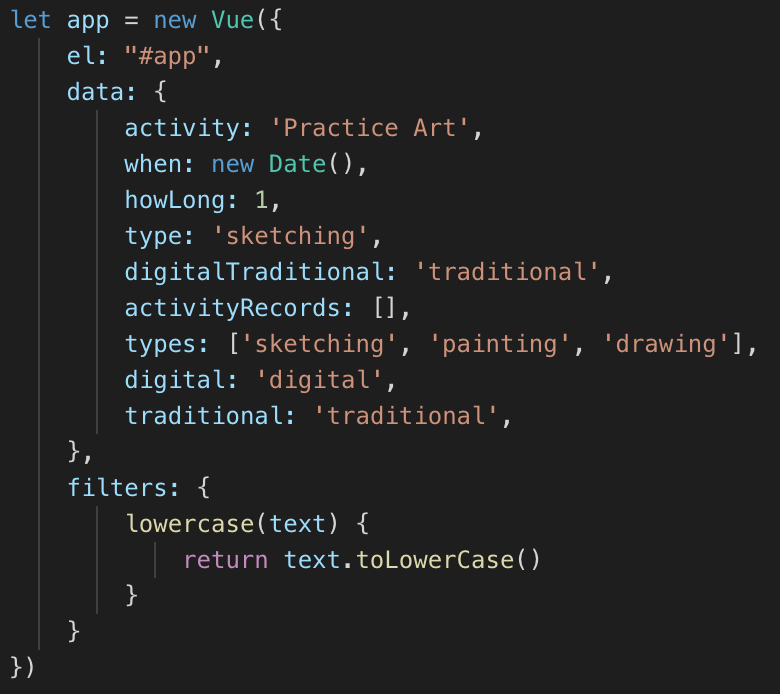 let app = new Vue({
    el: "#app",
    data: {
        activity: 'Practice Art',
        when: new Date(),
        howLong: 1,
        type: 'sketching',
        digitalTraditional: 'traditional',
        activityRecords: [],
        types: ['sketching', 'painting', 'drawing'],
        digital: 'digital',
        traditional: 'traditional',
    },
    filters: {
        lowercase(text) {
            return text.toLowerCase()
        }
    }
})